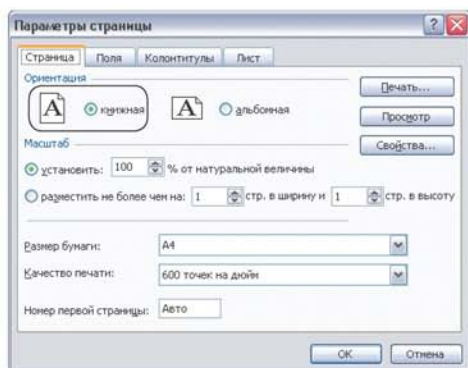 Параметры страницы
Страница Поля Колонтитулы Лист
Ориентация
А книжная А альбомная
Печать...
Просмотр
Масштаб
Свойства...
установить: 100 % от натуральной величины
разместить не более чем на: 1 стр. в ширину и 1 стр. в высоту
Размер бумаги: A4
Качество печати: 600 точек на дюйм
Номер первой страницы: Авто
ОК Отмена